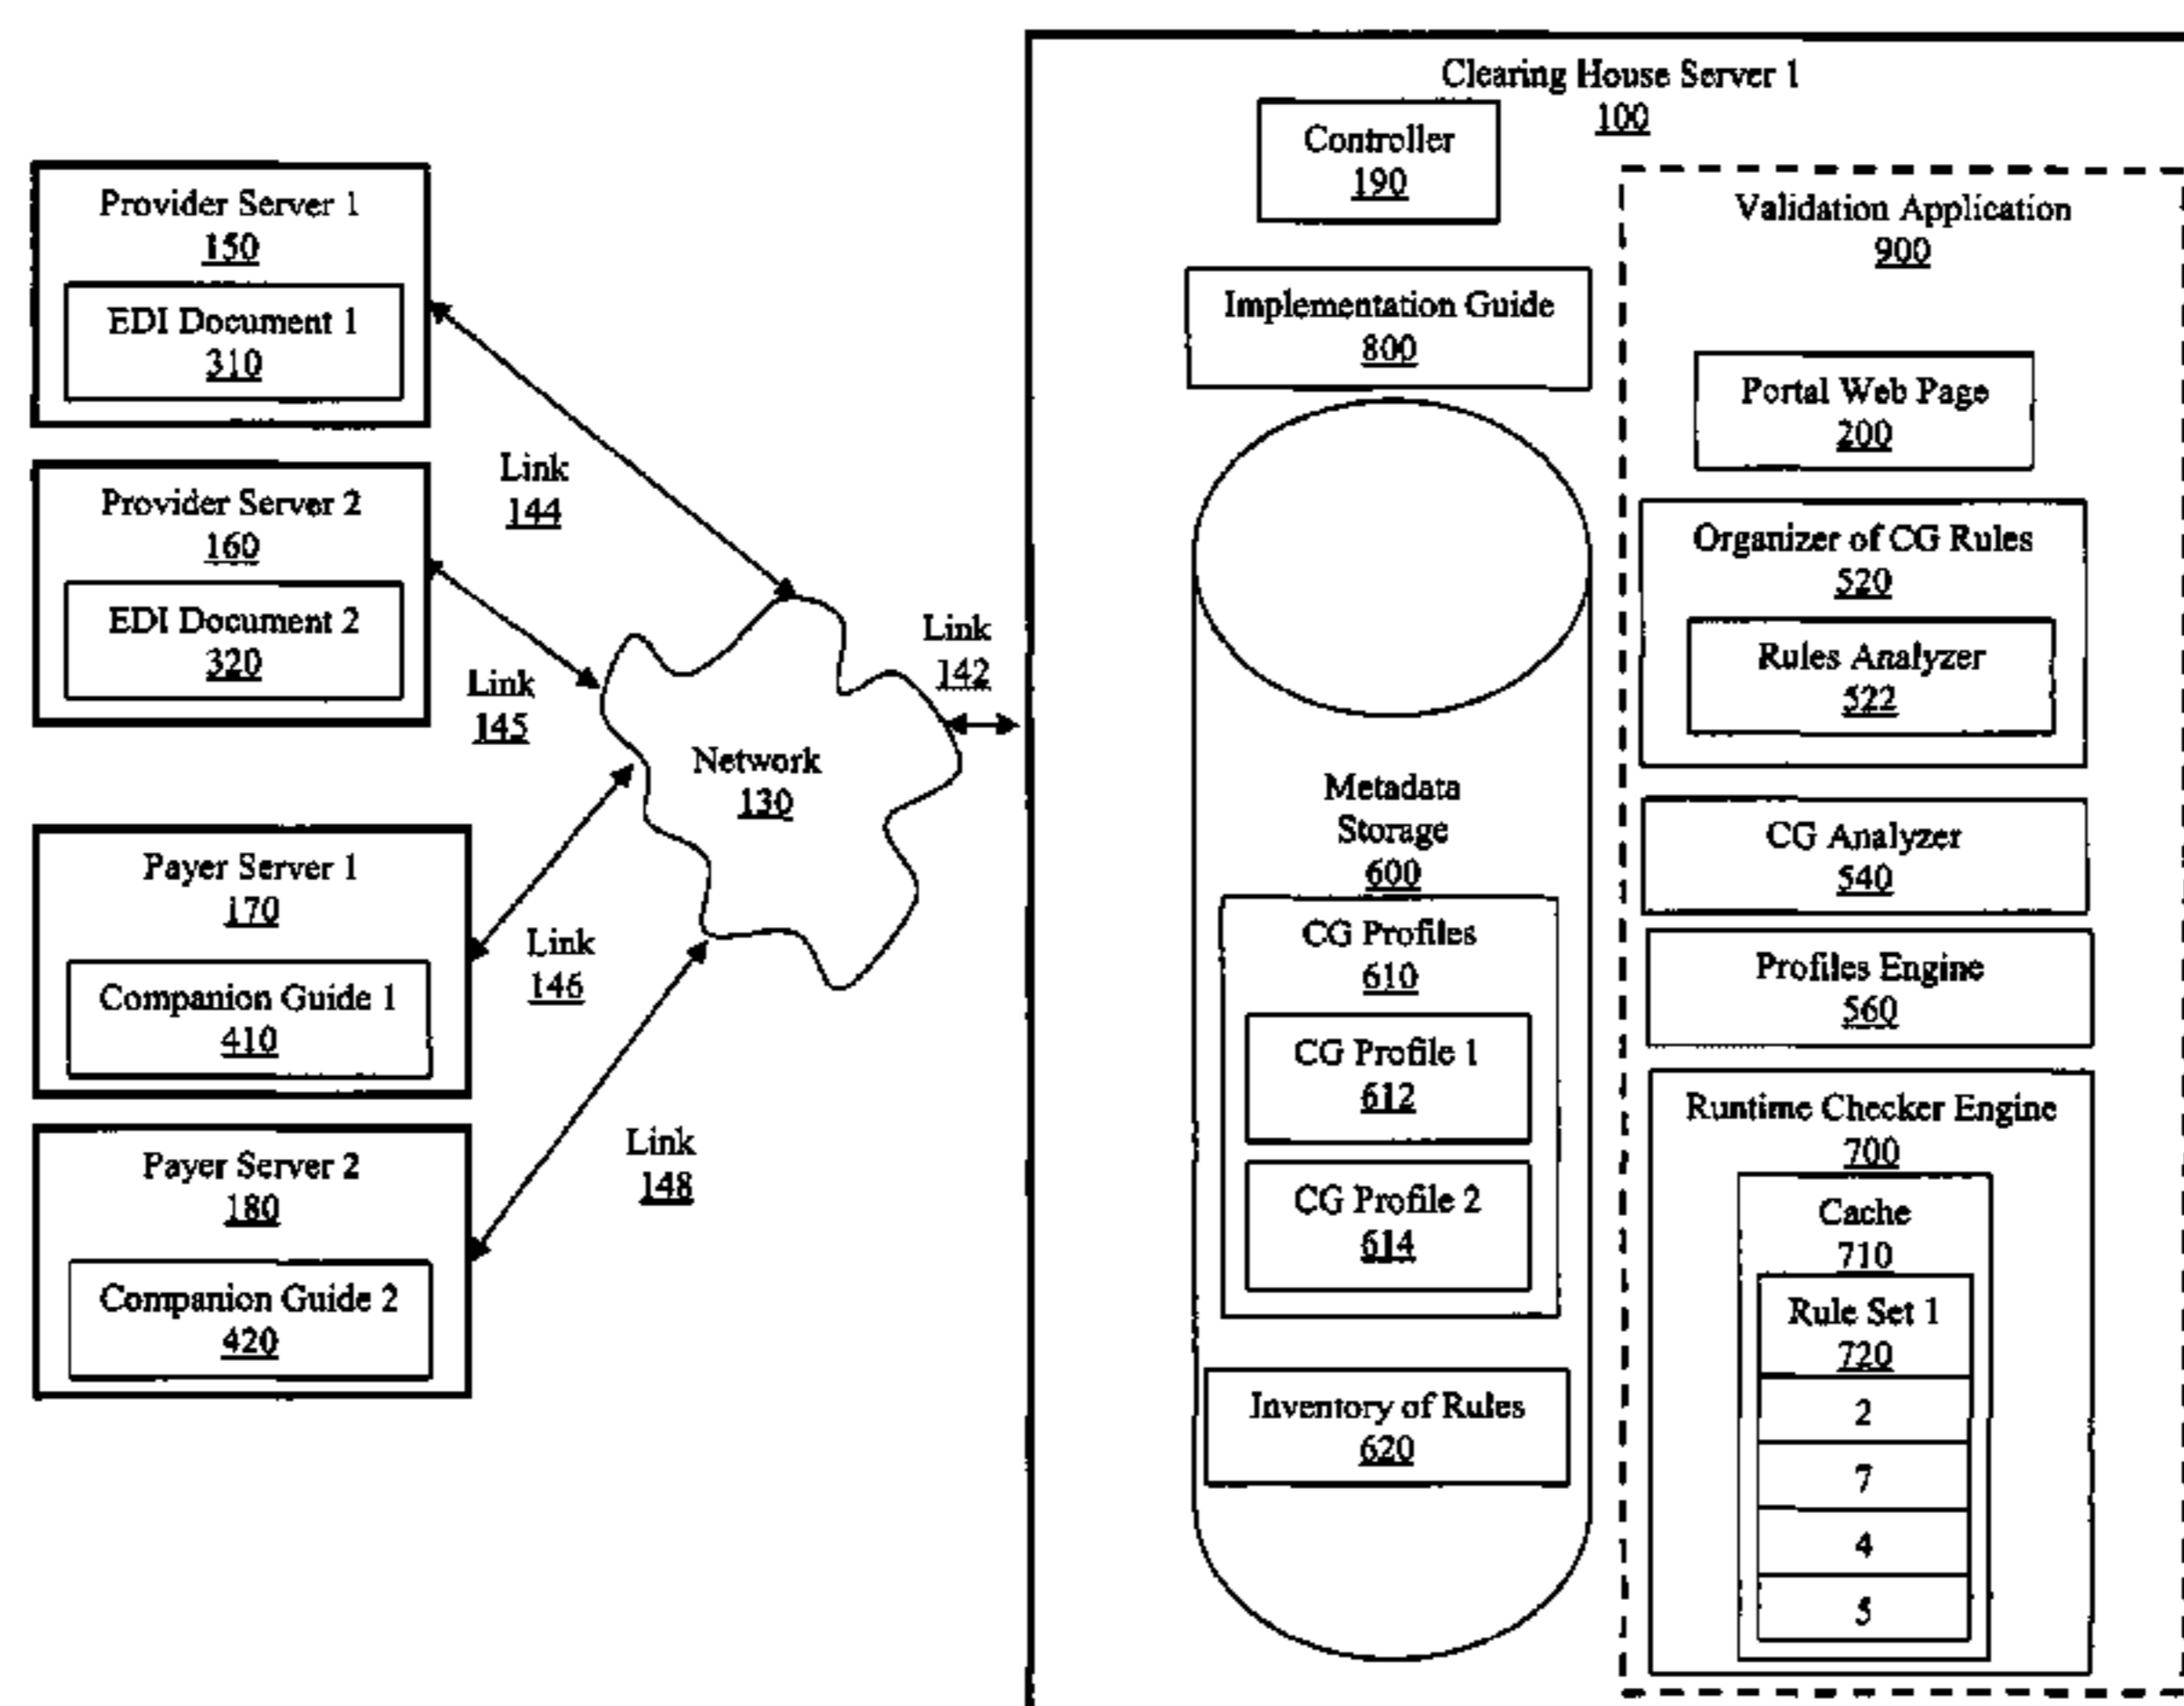 Provider Server 1
150
EDI Document 1
310
Provider Server 2
160
EDI Document 2
320
Payer Server 1
170
Companion Guide 1
410
Payer Server 2
180
Companion Guide 2
420
Link
144
Link
145
Link
146
Link
148
Network
130
Link
142
Clearing House Server 1
100
Controller
190
Implementation Guide
800
Metadata
Storage
600
CG Profiles
610
CG Profile 1
612
CG Profile 2
614
Inventory of Rules
620
Validation Application
900
Portal Web Page
200
Organizer of CG Rules
520
Rules Analyzer
522
CG Analyzer
540
Profiles Engine
560
Runtime Checker Engine
700
Cache
710
Rule Set 1
720
2
7
4
5